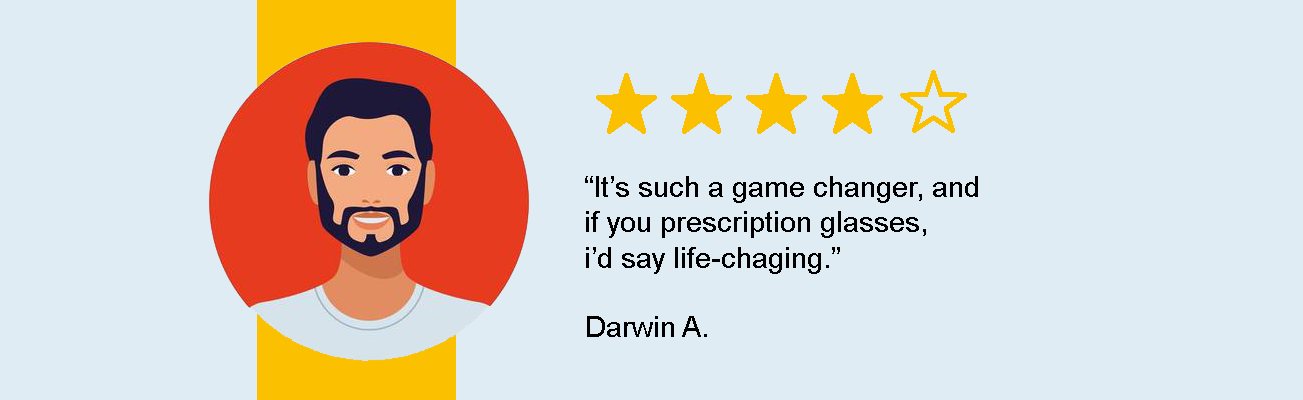 “It’s such a game changer, and
if you prescription glasses,
i’d say life-chaging.”
Darwin A.